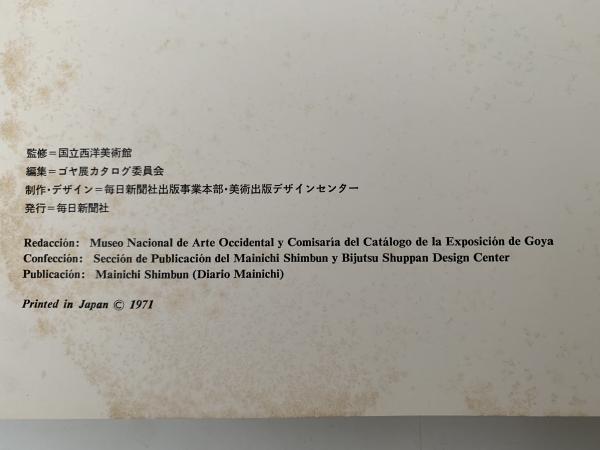 監修＝国立西洋美術館
編集＝ゴヤ展カタログ委員会
制作・デザイン＝毎日新聞社出版事業本部・美術出版デザインセンター
発行＝毎日新聞社
Redacción: Museo Nacional de Arte Occidental y Comisaría del Catálogo de la Exposición de Goya
Confección: Sección de Publicación del Mainichi Shimbun y Bijutsu Shuppan Design Center
Publicación: Mainichi Shimbun (Diario Mainichi)
Printed in Japan © 1971